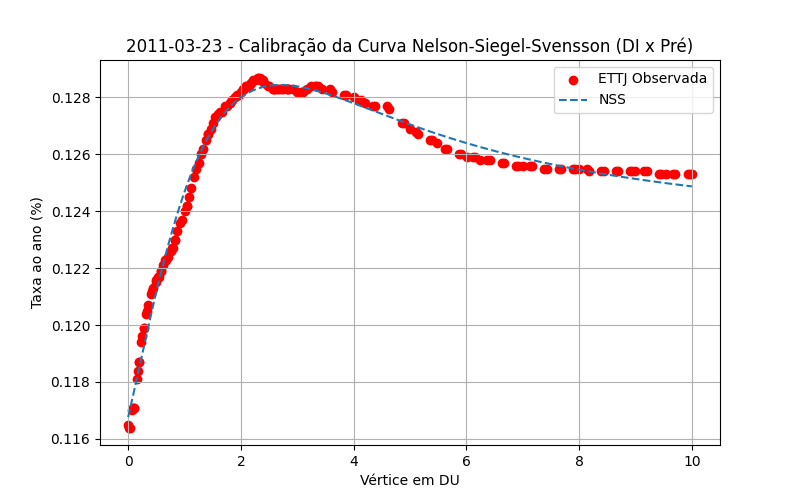 2011-03-23 - Calibração da Curva Nelson-Siegel-Svensson (DI x Pré)
ETTJ Observada
NSS
Taxa ao ano (%)
0.128
0.126
0.124
0.122
0.120
0.118
0.116
0 2 4 6 8 10
Vértice em DU